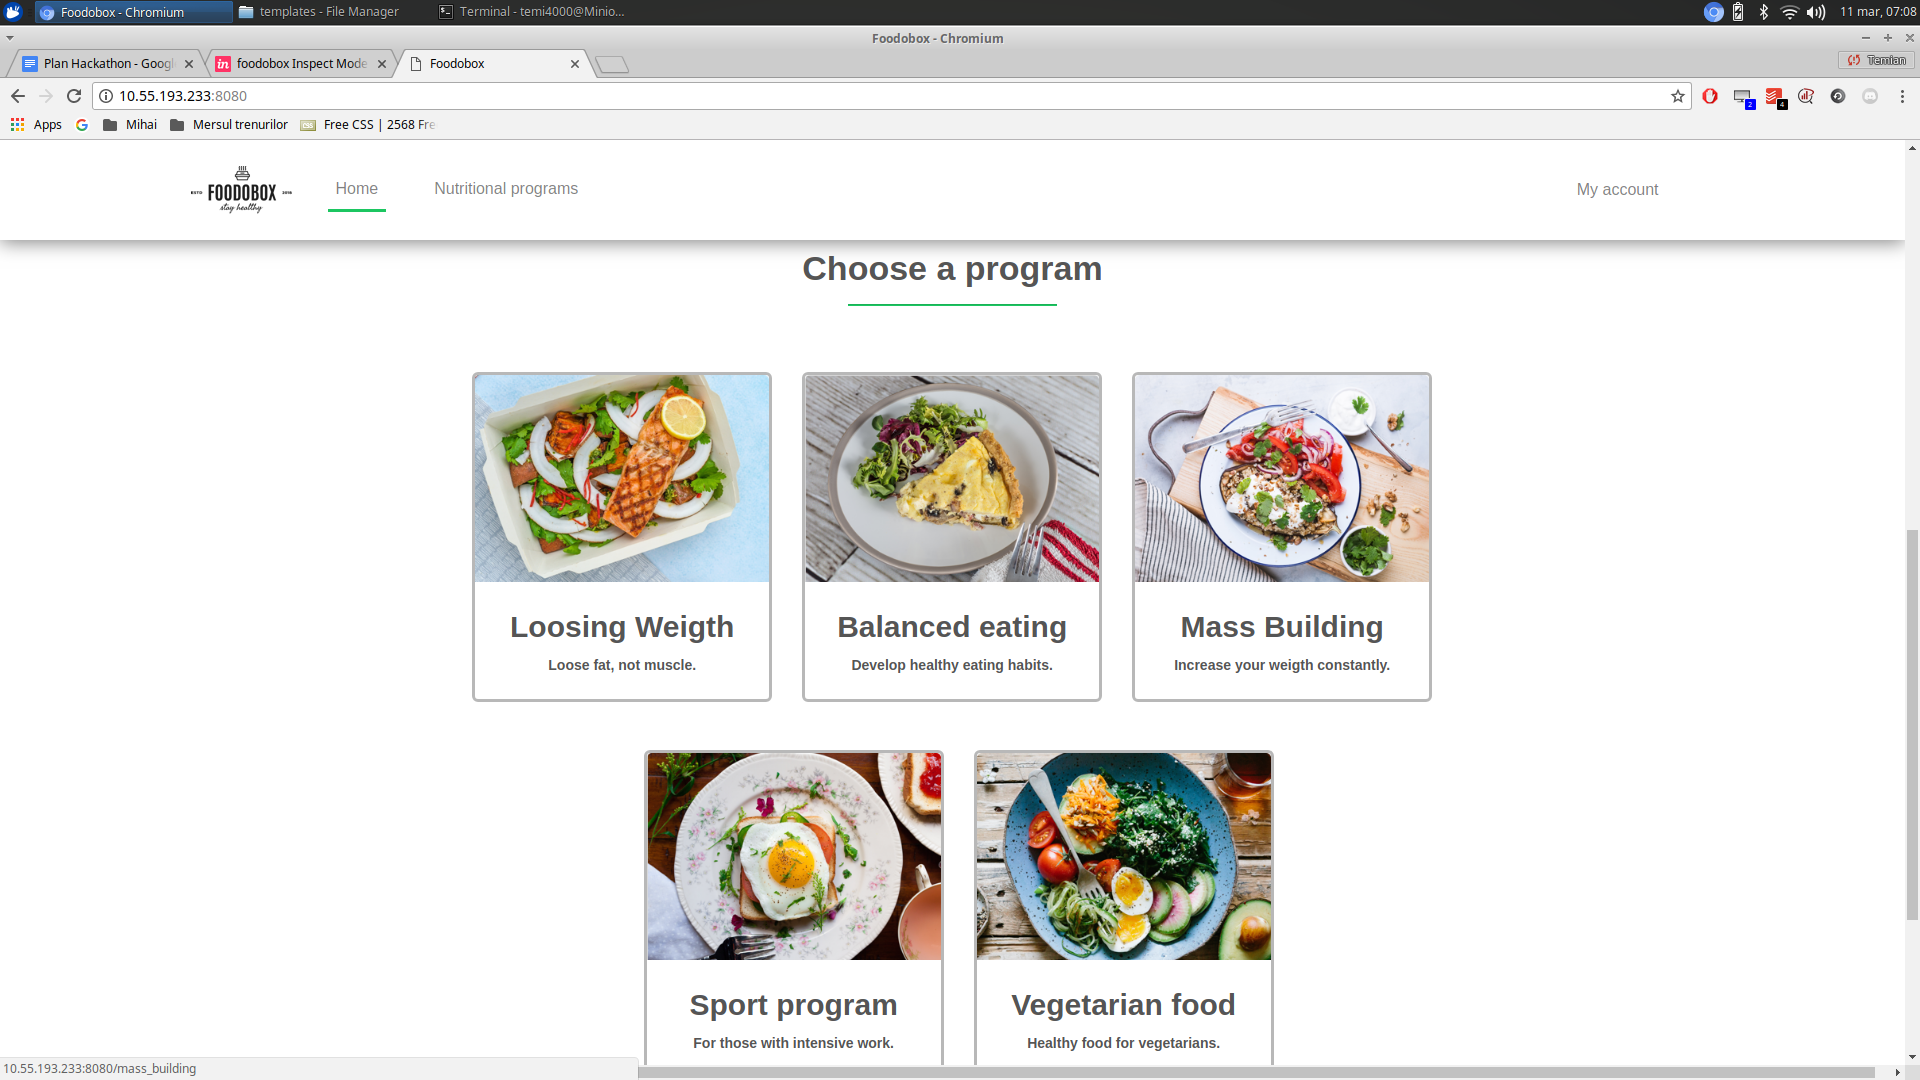 Foodobox - Chromium
templates - File Manager
Terminal - temi4000@Minio...
11 mar, 07:08
Foodobox - Chromium
Plan Hackathon - Googl
foodobox Inspect Mode
Foodobox
Temian
10.55.193.233:8080
2
4
Apps
Mihai
Mersul trenurilor
Free CSS | 2568 Fre
ESTD FOODOBOX 2018
stay healthy
Home
Nutritional programs
My account
Choose a program
Loosing Weigth
Loose fat, not muscle.
Balanced eating
Develop healthy eating habits.
Mass Building
Increase your weigth constantly.
Sport program
For those with intensive work.
Vegetarian food
Healthy food for vegetarians.
10.55.193.233:8080/mass_building